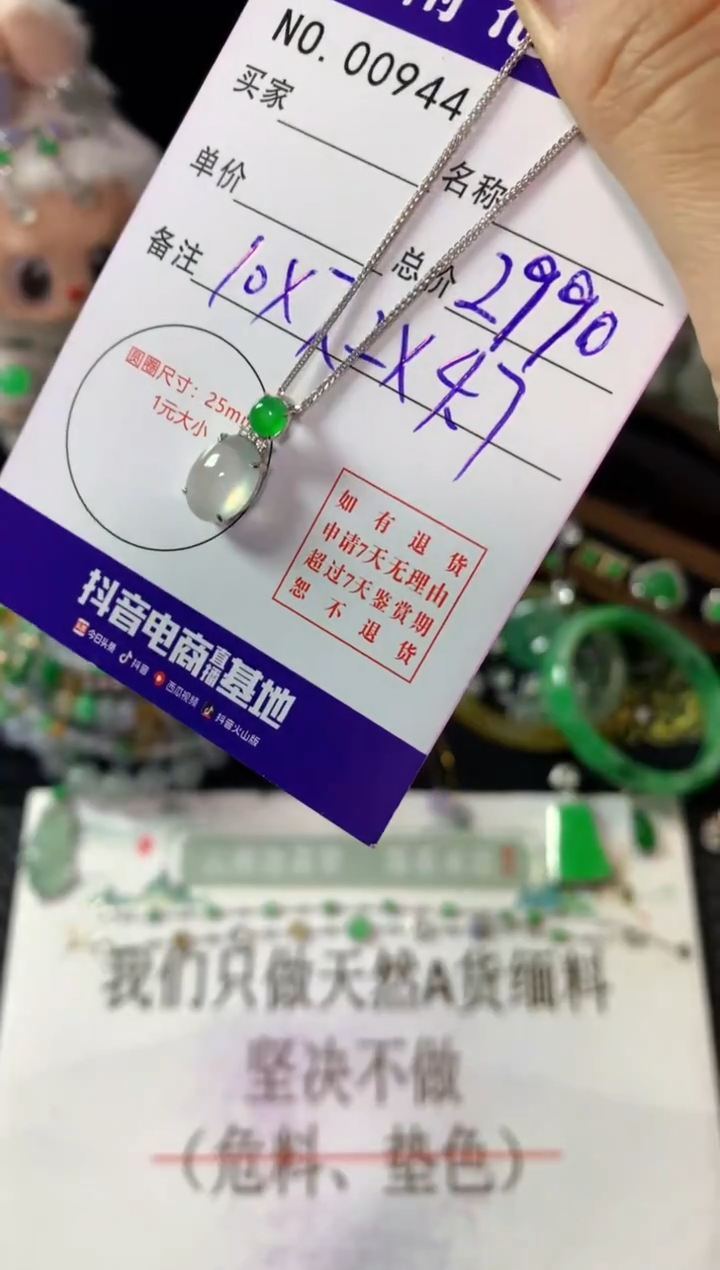 NO. 00944
买家
名称
单价
总价 2990
备注 10X7.2X4.7
圆圈尺寸：25mm
1元大小
如有退货
申请7天无理由
超过7天鉴赏期
恕不退货
抖音电商直播基地
今日头条 抖音 西瓜视频 抖音火山版
我们只做天然A货细料
坚决不做
（危料、垫色）